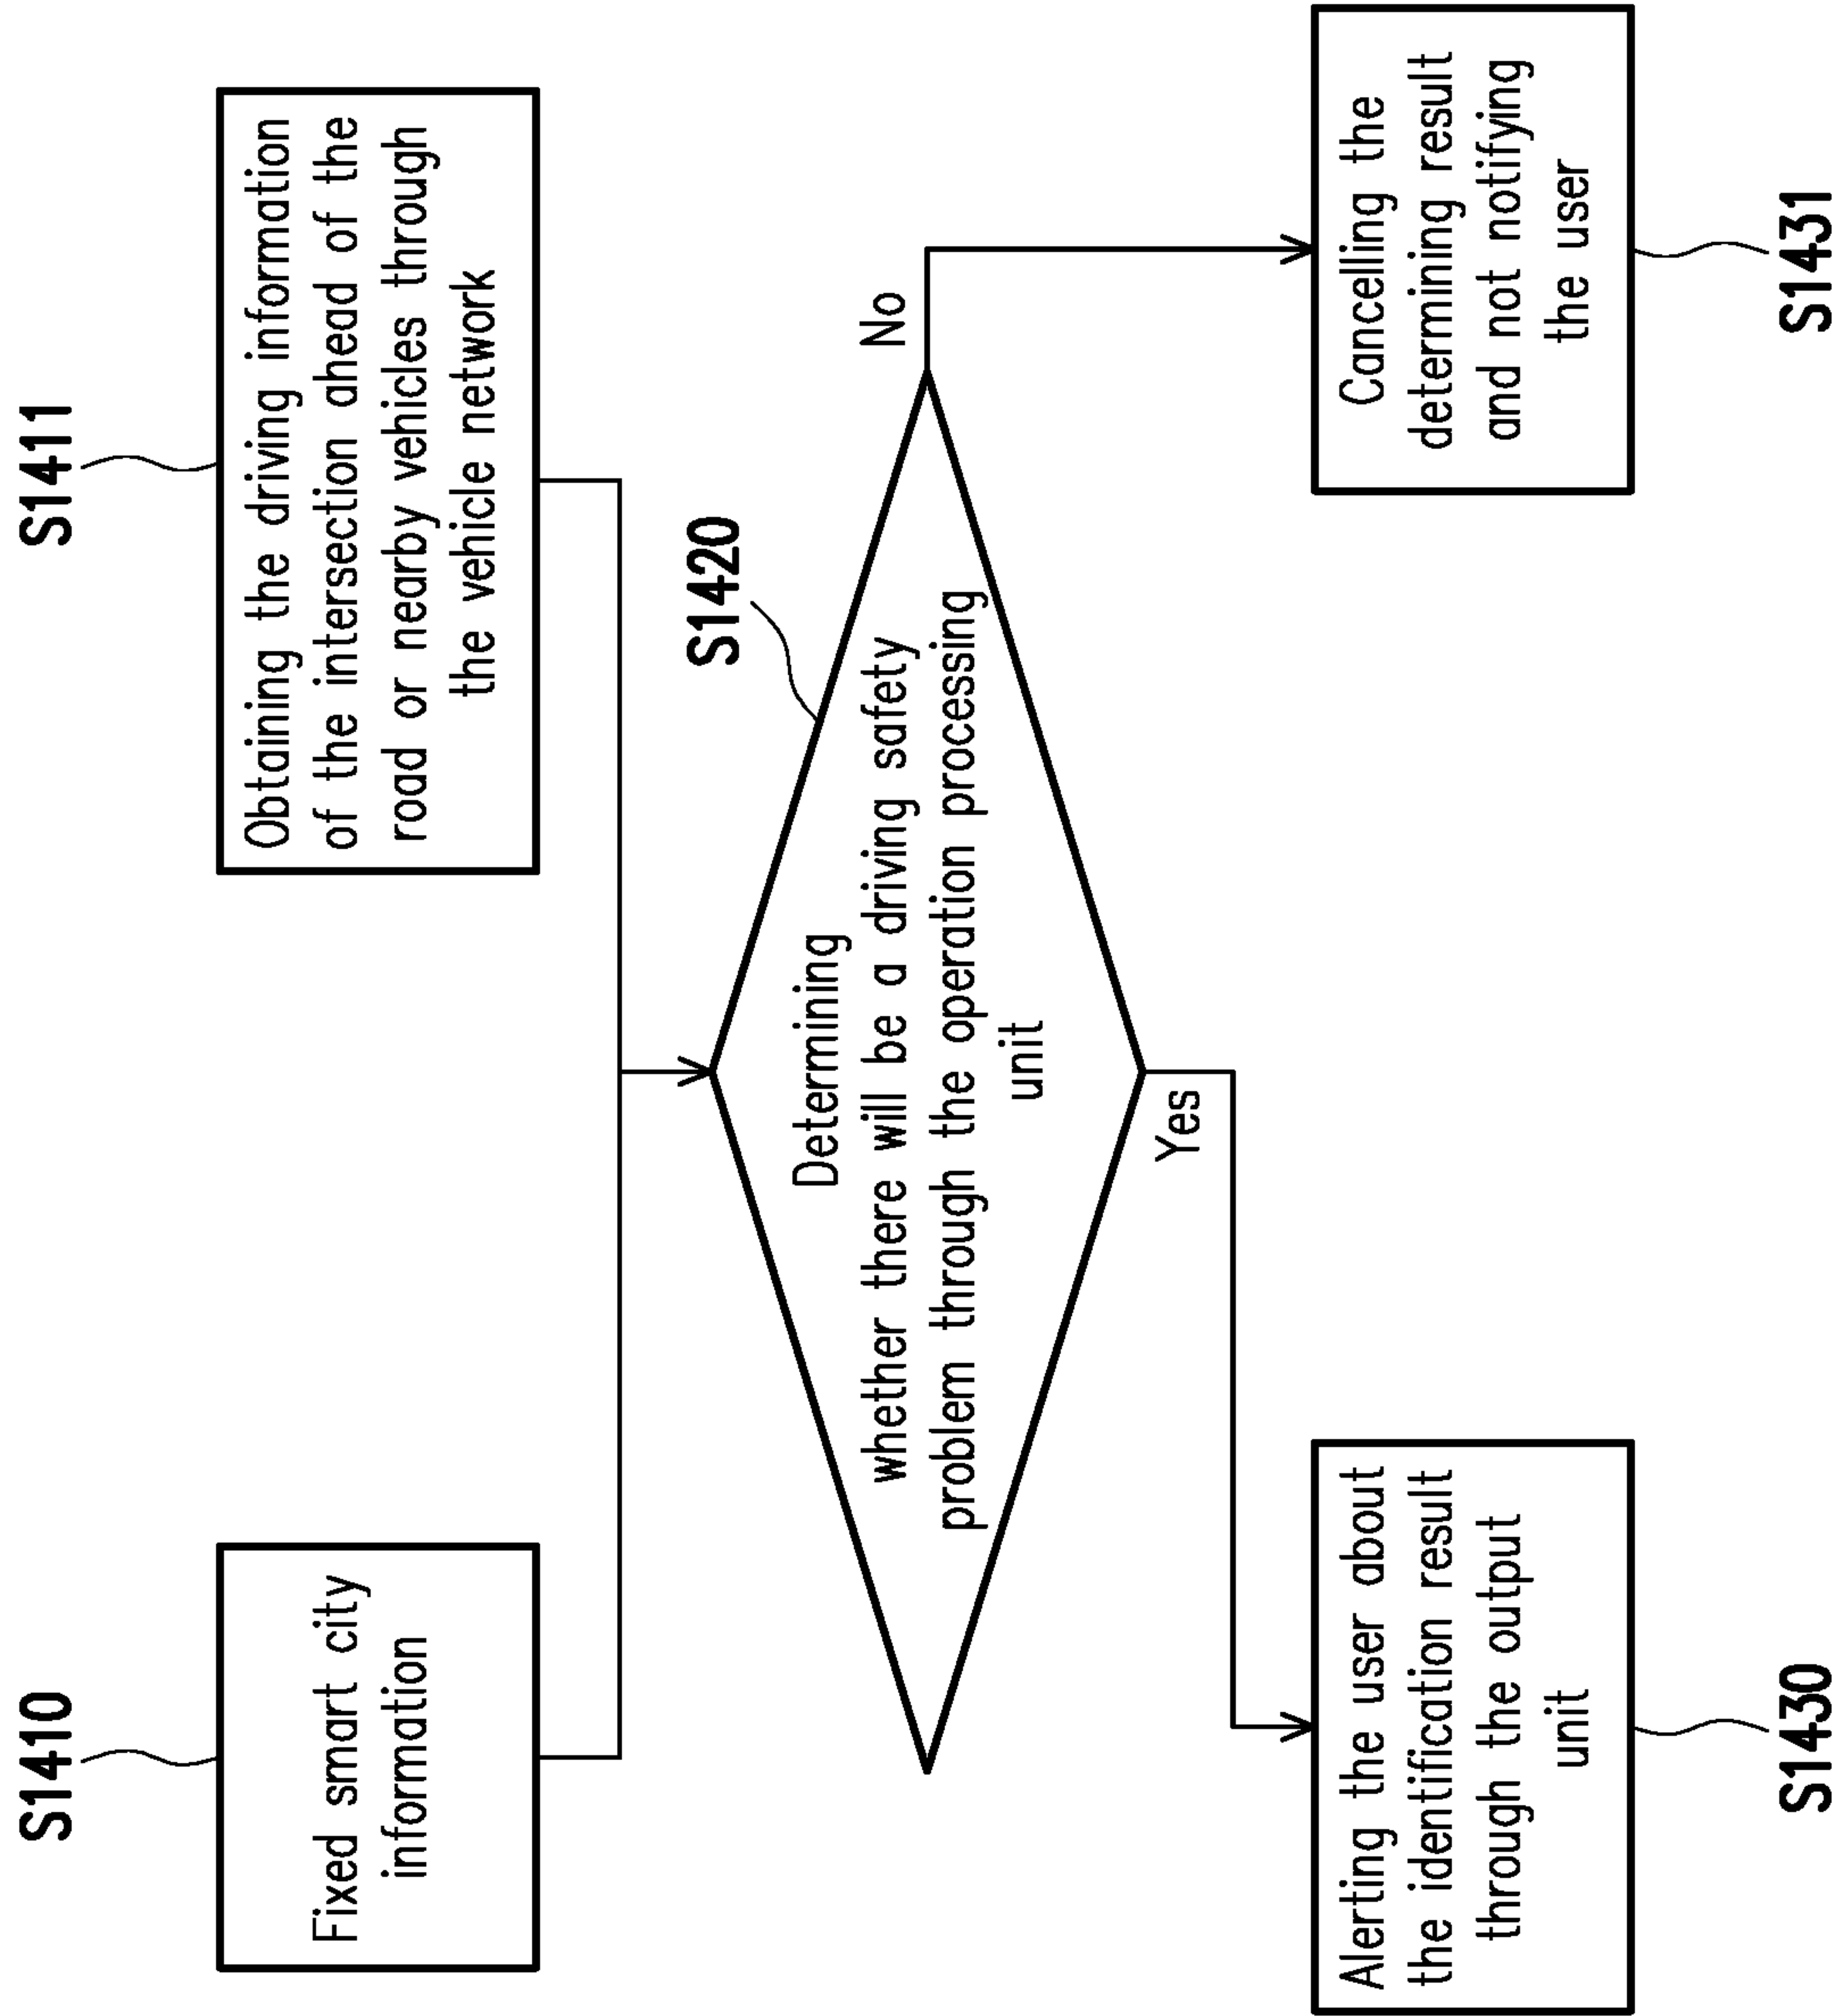 S1410
Fixed smart city
information
S1411
Obtaining the driving information
of the intersection ahead of the
road or nearby vehicles through
the vehicle network
S1420
Determining
whether there will be a driving safety
problem through the operation processing
unit
Yes
No
Alerting the user about
the identification result
through the output
unit
S1430
Cancelling the
determining result
and not notifying
the user
S1431